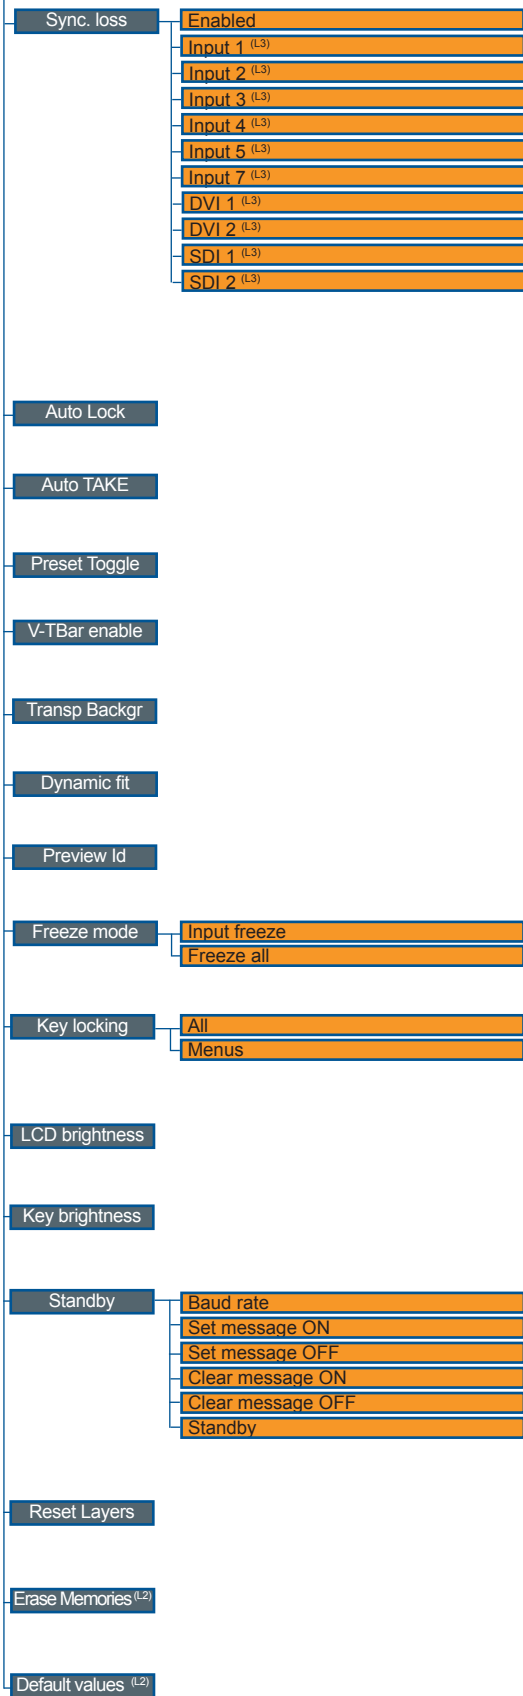 Sync. loss
Enabled
Input 1 (L3)
Input 2 (L3)
Input 3 (L3)
Input 4 (L3)
Input 5 (L3)
Input 7 (L3)
DVI 1 (L3)
DVI 2 (L3)
SDI 1 (L3)
SDI 2 (L3)
Auto Lock
Auto TAKE
Preset Toggle
V-TBar enable
Transp Backgr
Dynamic fit
Preview Id
Freeze mode
Input freeze
Freeze all
Key locking
All
Menus
LCD brightness
Key brightness
Standby
Baud rate
Set message ON
Set message OFF
Clear message ON
Clear message OFF
Standby
Reset Layers
Erase Memories (L2)
Default values (L2)